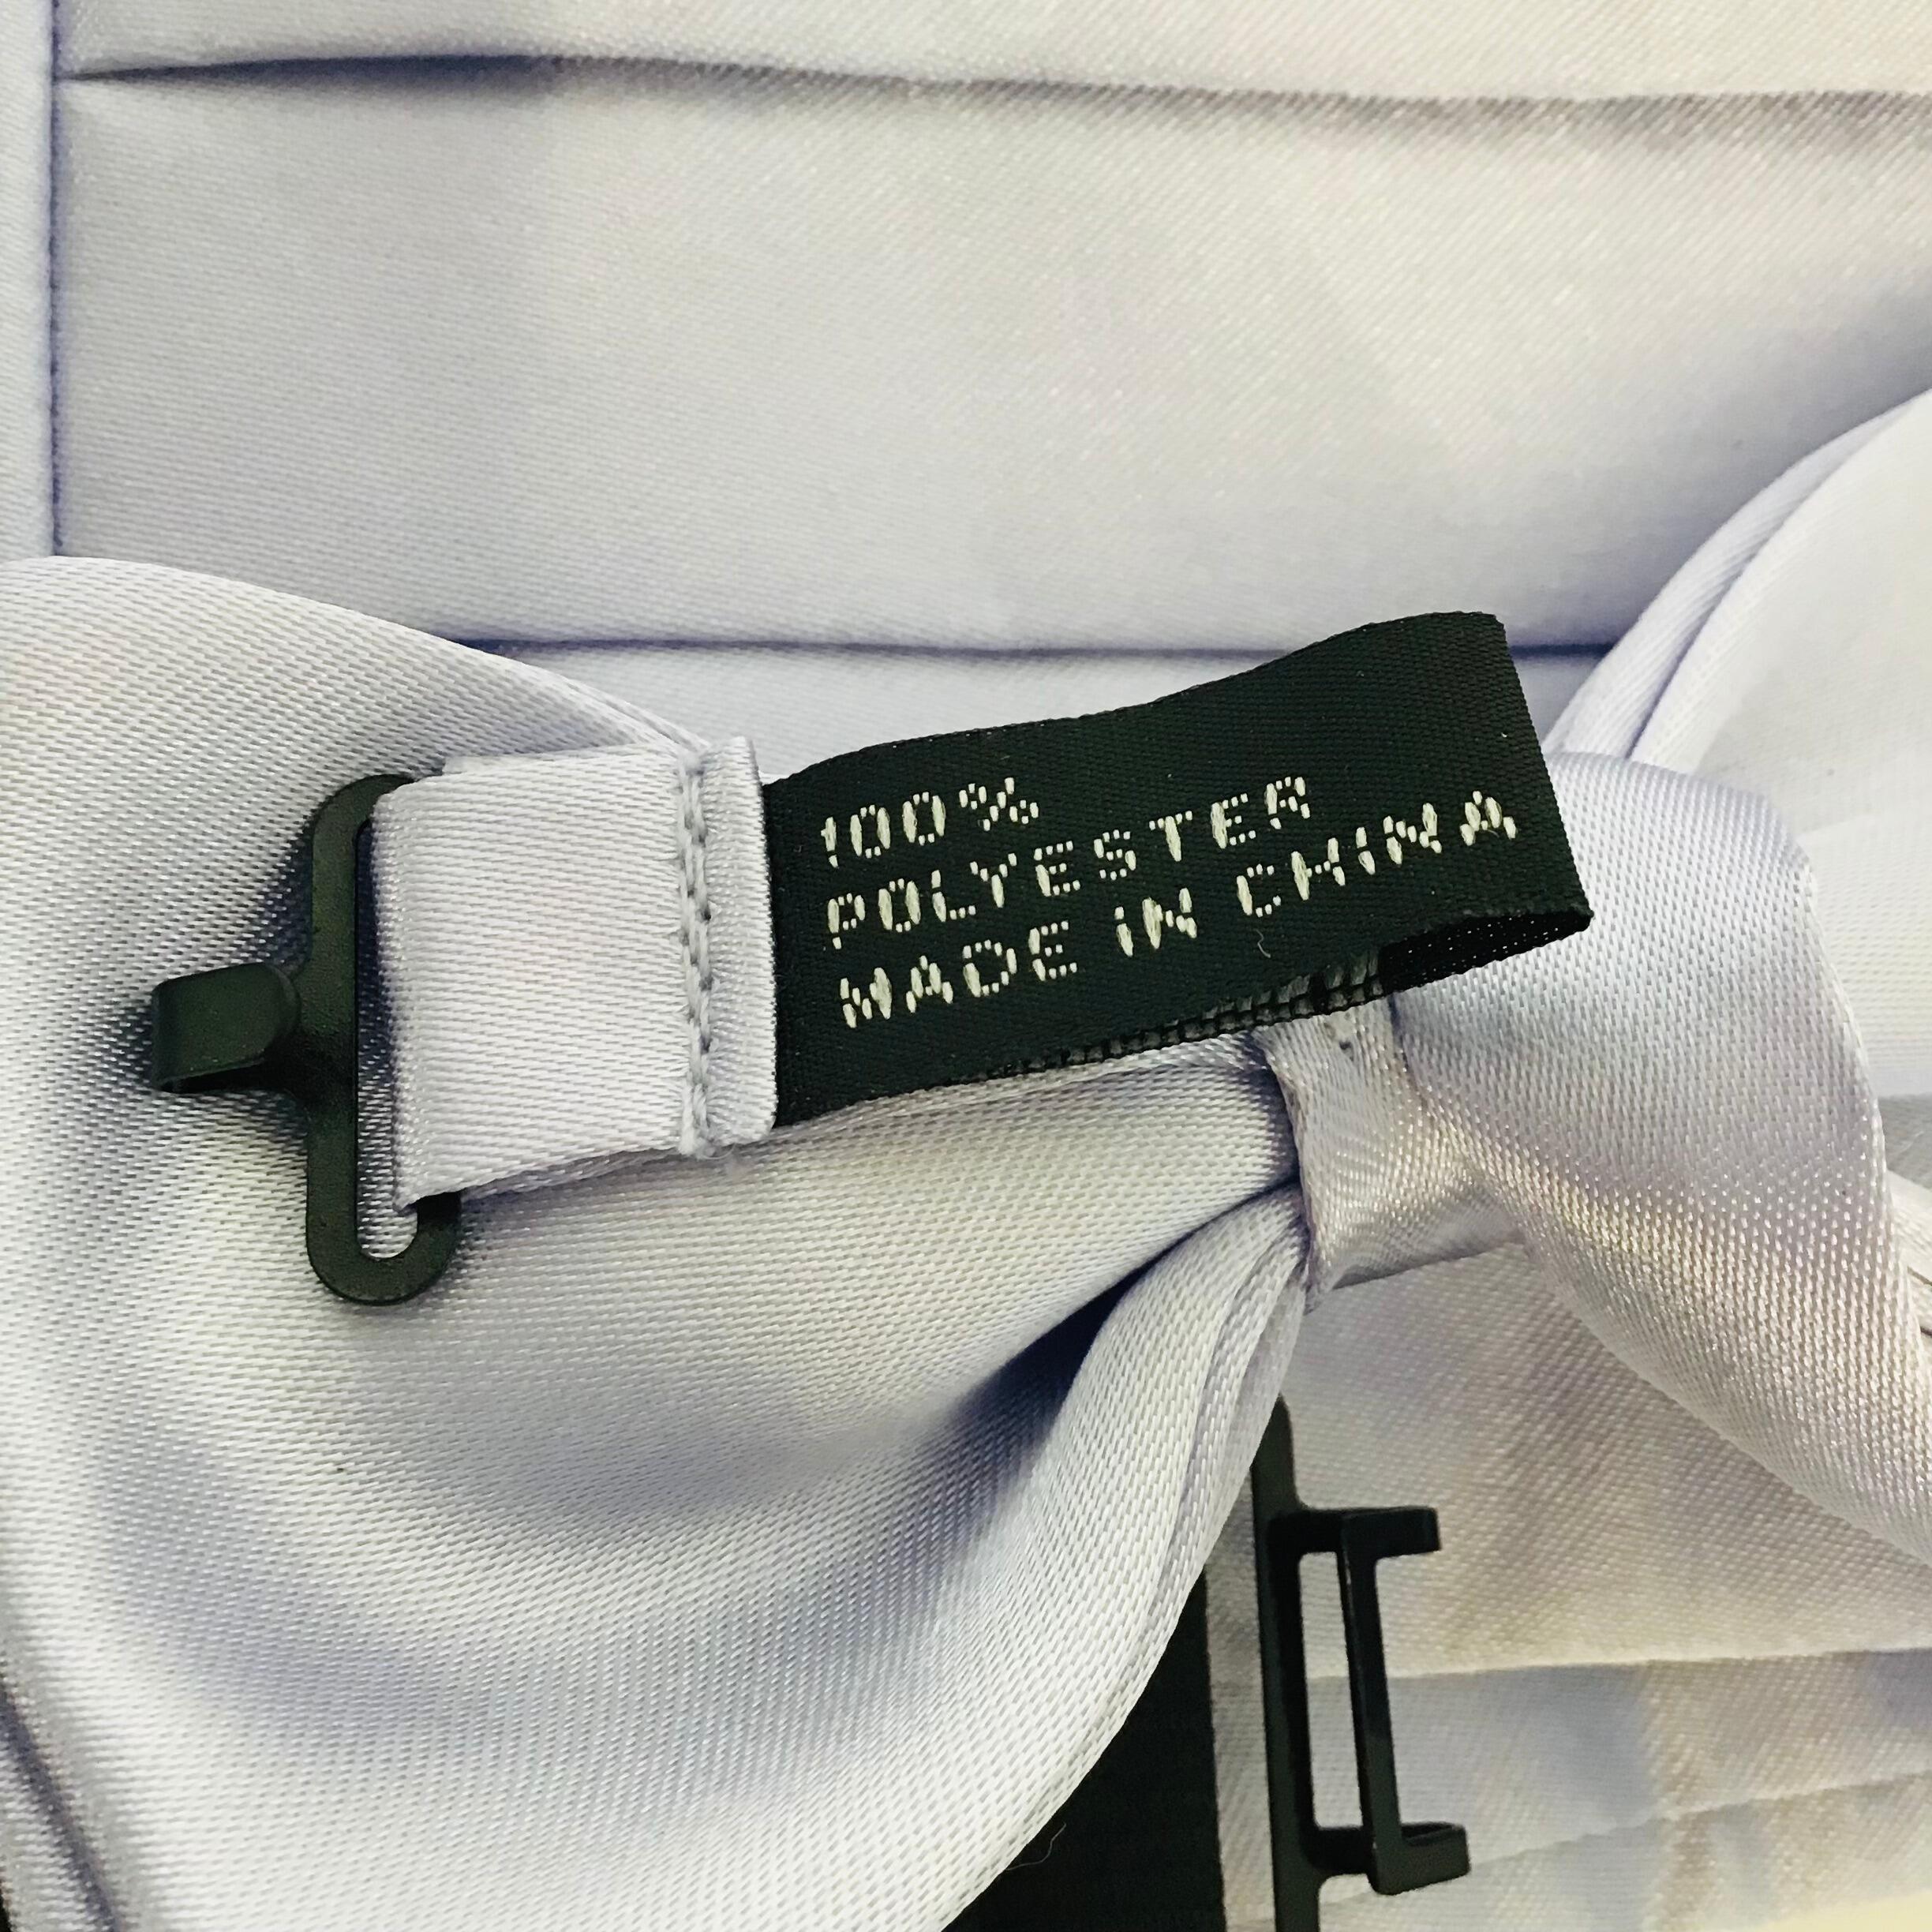 100%
POLYESTER
MADE IN CHINA